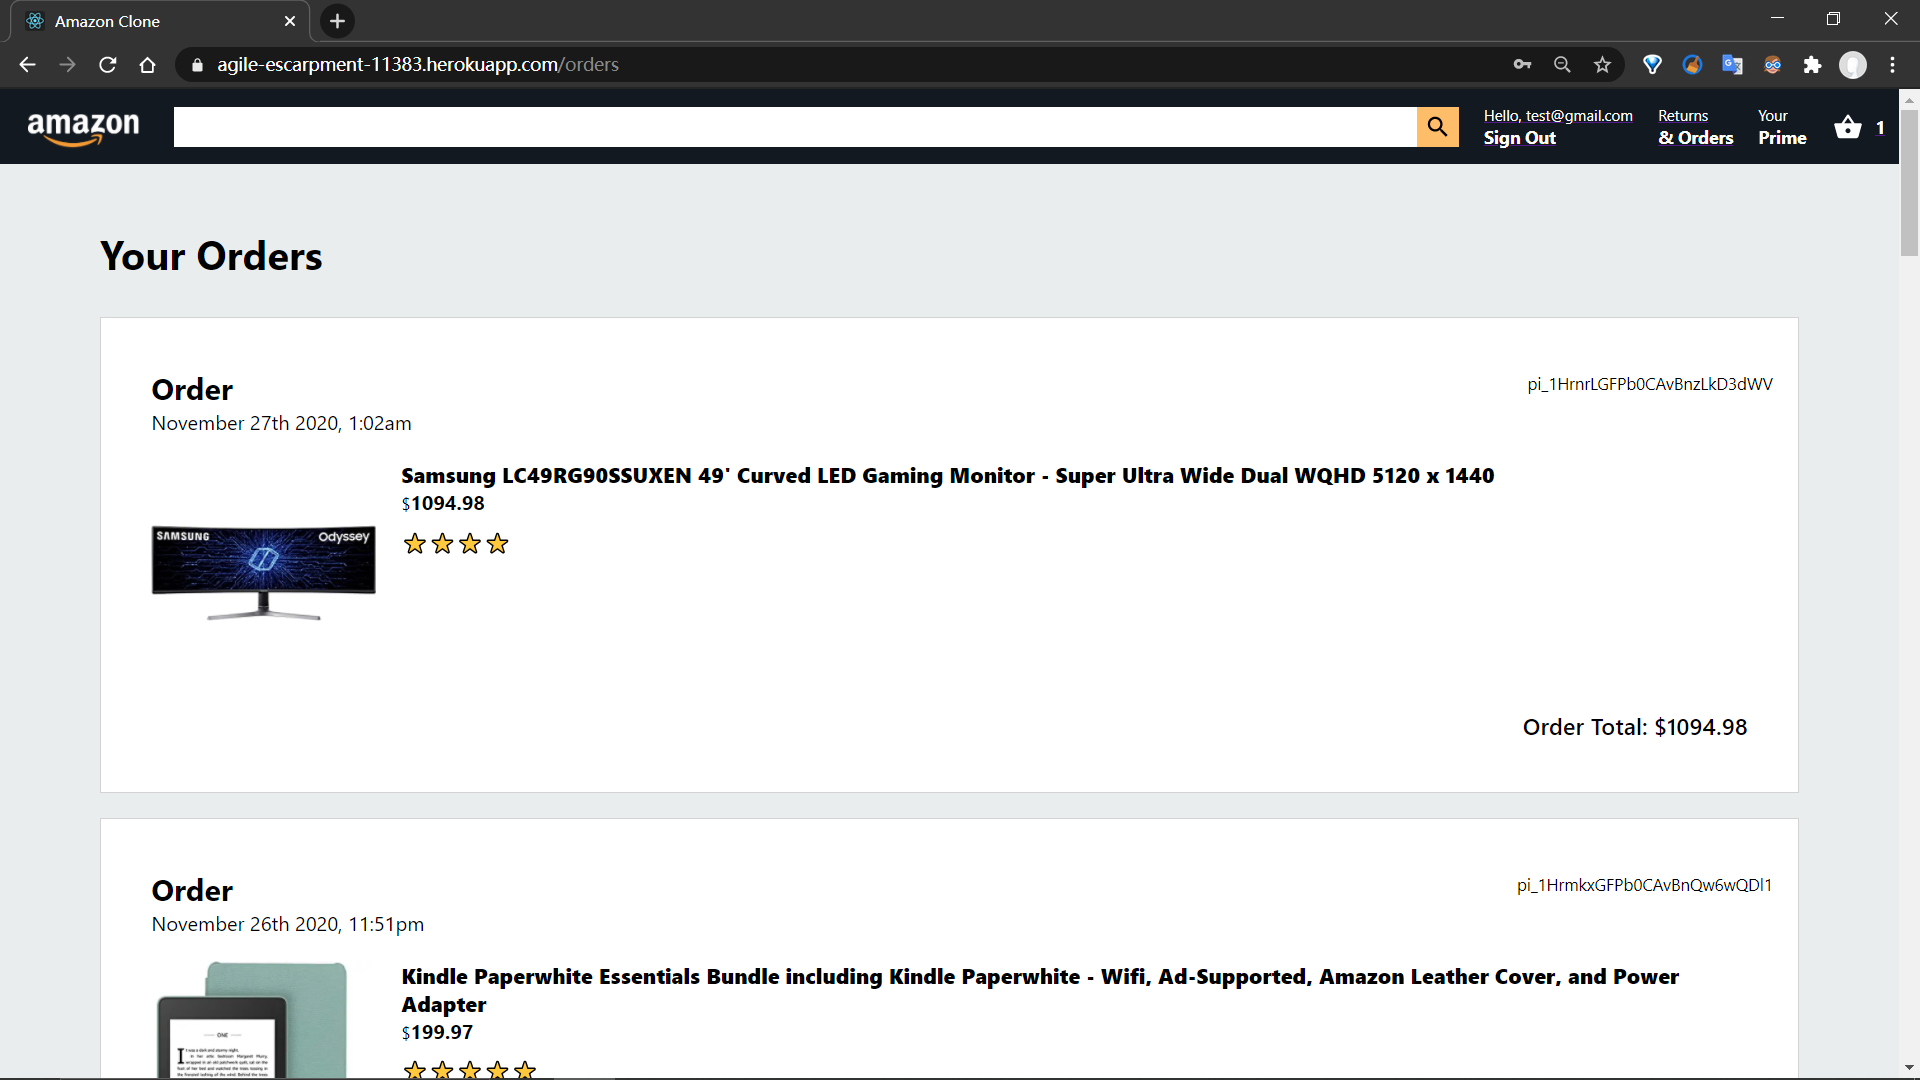 Amazon Clone
agile-escarpment-11383.herokuapp.com/orders
amazon
Hello, test@gmail.com
Sign Out
Returns
& Orders
Your
Prime
1
Your Orders
Order
pi_1HrnrLGFPb0CAvBnzLkD3dWV
November 27th 2020, 1:02am
Samsung LC49RG90SSUXEN 49' Curved LED Gaming Monitor - Super Ultra Wide Dual WQHD 5120 x 1440
$1094.98
SAMSUNG
Odyssey
Order Total: $1094.98
Order
pi_1HrmkxGFPb0CAvBnQw6wQDl1
November 26th 2020, 11:51pm
Kindle Paperwhite Essentials Bundle including Kindle Paperwhite - Wifi, Ad-Supported, Amazon Leather Cover, and Power
Adapter
$199.97
ONE